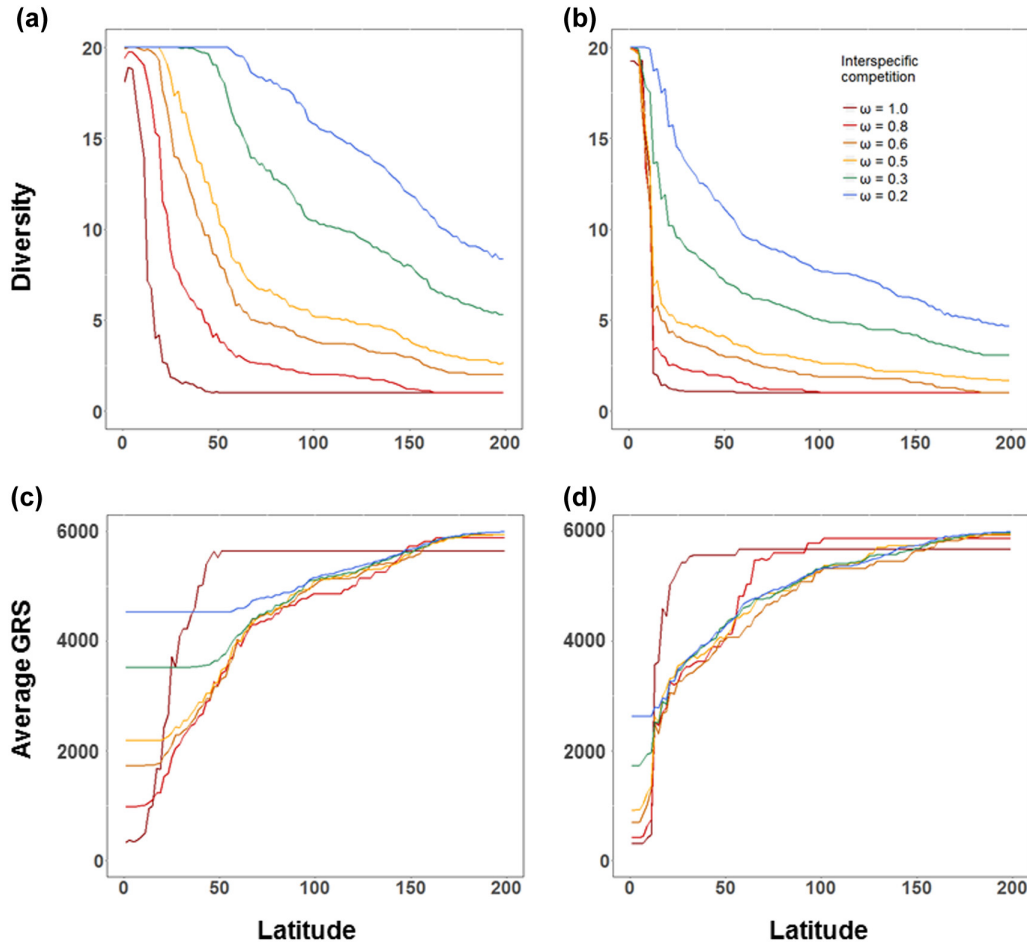 (a)
(b)
Diversity
20
15
10
5
0
0 50 100 150 200
20
15
10
5
0
0 50 100 150 200
Interspecific
competition
ω = 1.0
ω = 0.8
ω = 0.6
ω = 0.5
ω = 0.3
ω = 0.2
(c)
(d)
Average GRS
6000
4000
2000
0
0 50 100 150 200
6000
4000
2000
0
0 50 100 150 200
Latitude
Latitude